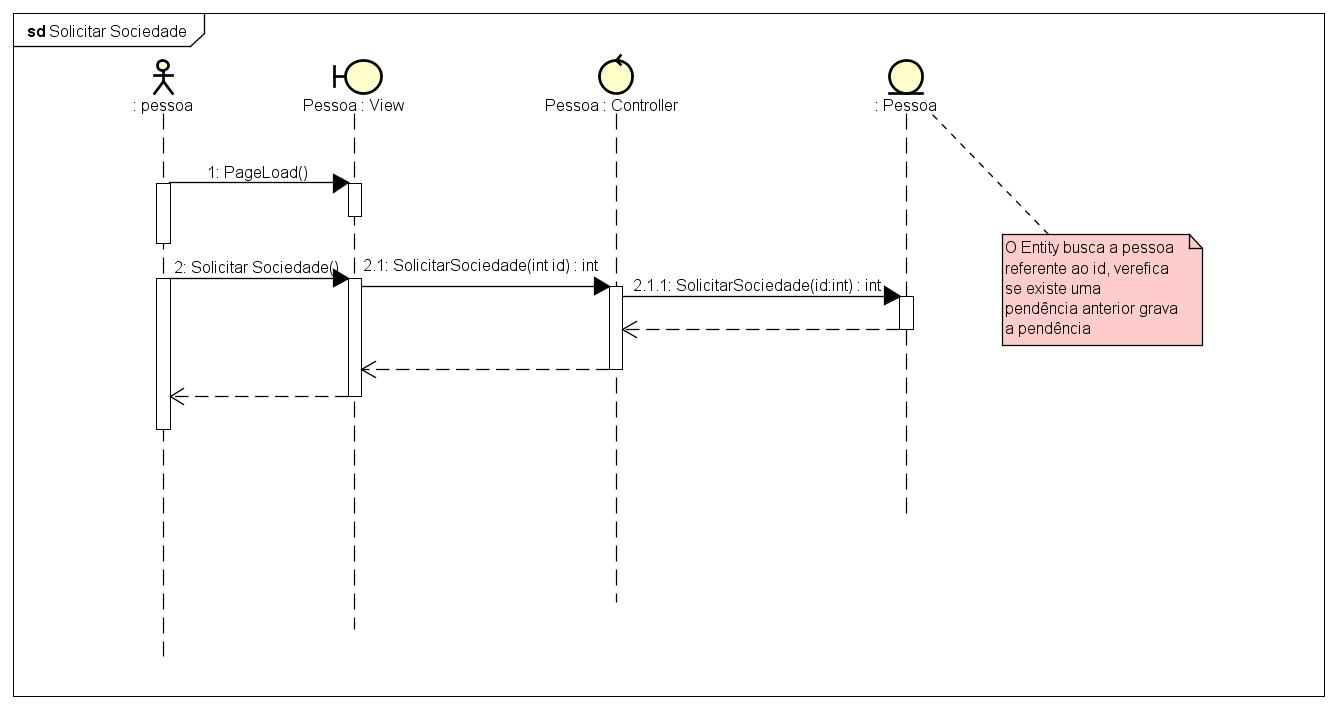 sd Solicitar Sociedade
: pessoa
Pessoa : View
Pessoa : Controller
: Pessoa
1: PageLoad()
2: Solicitar Sociedade()
2.1: SolicitarSociedade(int id) : int
2.1.1: SolicitarSociedade(id:int) : int
O Entity busca a pessoa
referente ao id, verefica
se existe uma
pendência anterior grava
a pendência